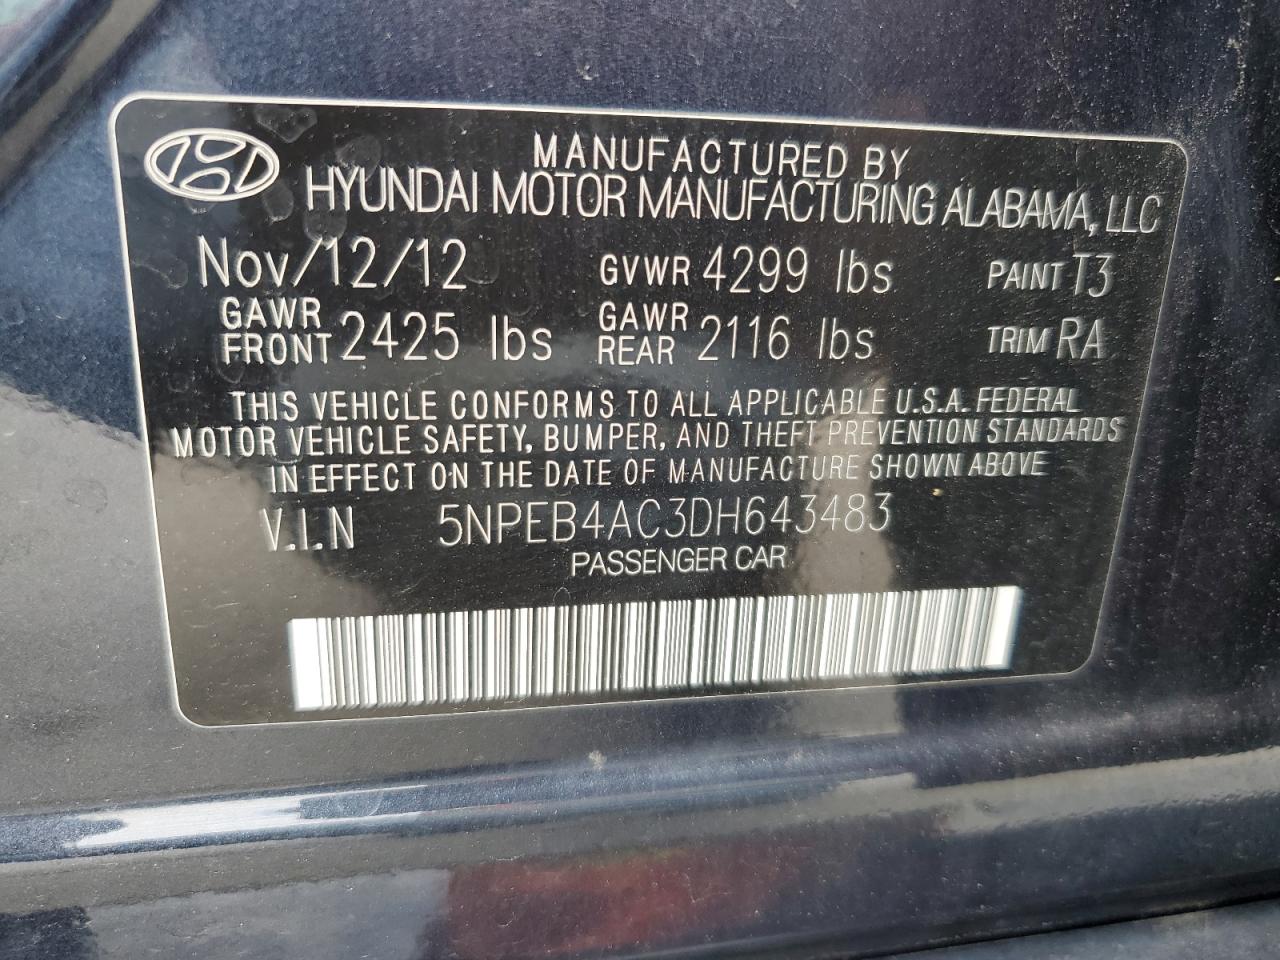 MANUFACTURED BY
HYUNDAI MOTOR MANUFACTURING ALABAMA, LLC
Nov/12/12 GVWR 4299 lbs PAINT T3
GAWR FRONT 2425 lbs GAWR REAR 2116 lbs TRIM RA
THIS VEHICLE CONFORMS TO ALL APPLICABLE U.S.A. FEDERAL
MOTOR VEHICLE SAFETY, BUMPER, AND THEFT PREVENTION STANDARDS
IN EFFECT ON THE DATE OF MANUFACTURE SHOWN ABOVE
V.I.N 5NPEB4AC3DH643483
PASSENGER CAR